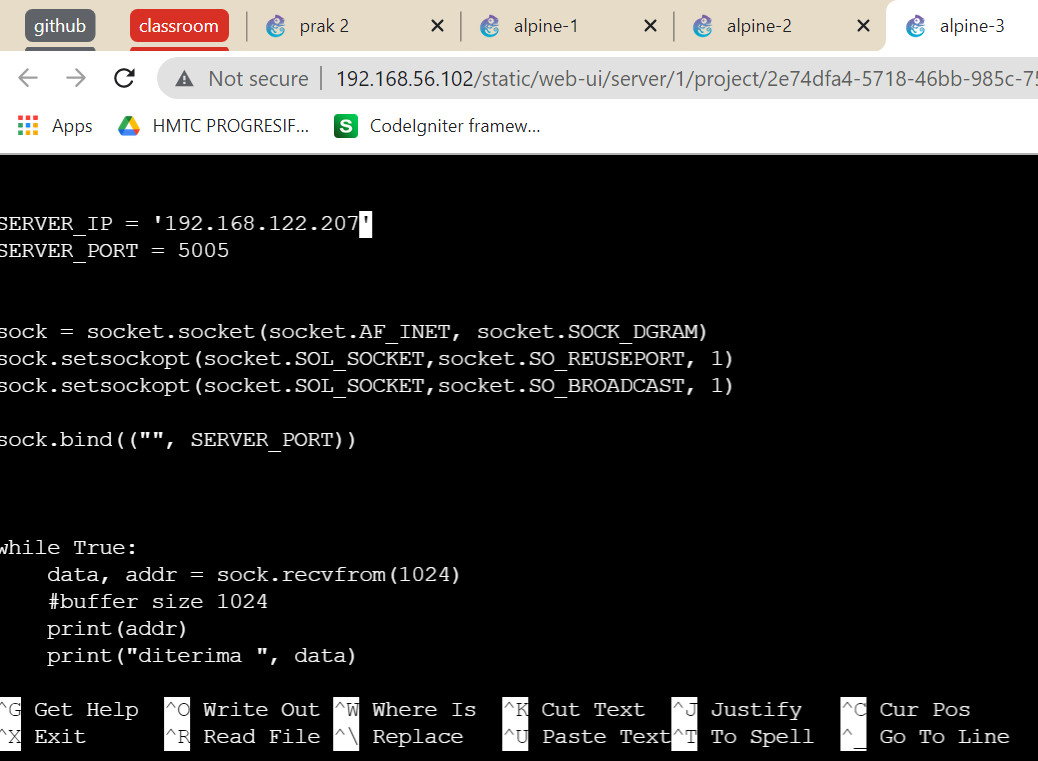 github classroom prak 2 alpine-1 alpine-2 alpine-3
Not secure | 192.168.56.102/static/web-ui/server/1/project/2e74dfa4-5718-46bb-985c-75
Apps HMTC PROGRESIF... S CodeIgniter framew...
SERVER_IP = '192.168.122.207'
SERVER_PORT = 5005
sock = socket.socket(socket.AF_INET, socket.SOCK_DGRAM)
sock.setsockopt(socket.SOL_SOCKET,socket.SO_REUSEPORT, 1)
sock.setsockopt(socket.SOL_SOCKET,socket.SO_BROADCAST, 1)
sock.bind(("", SERVER_PORT))
while True:
    data, addr = sock.recvfrom(1024)
    #buffer size 1024
    print(addr)
    print("diterima ", data)
^G Get Help ^O Write Out ^W Where Is ^K Cut Text ^J Justify ^C Cur Pos
^X Exit ^R Read File ^\ Replace ^U Paste Text ^T To Spell ^_ Go To Line